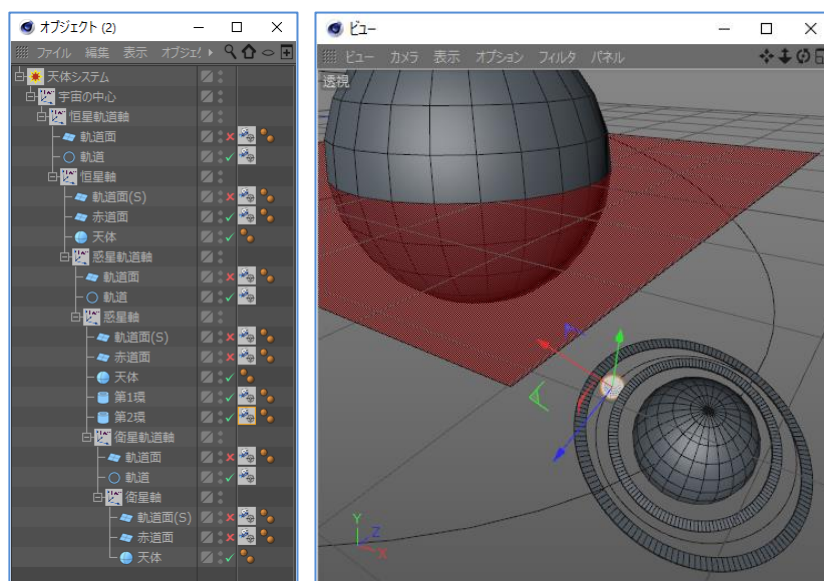 オブジェクト (2)
ファイル 編集 表示 オブジェ
天体システム
宇宙の中心
恒星軌道軸
軌道面
軌道
恒星軸
軌道面(S)
赤道面
天体
惑星軌道軸
軌道面
軌道
惑星軸
軌道面(S)
赤道面
天体
第1環
第2環
衛星軌道軸
軌道面
軌道
衛星軸
軌道面(S)
赤道面
天体
ビュー
ビュー カメラ 表示 オプション フィルタ パネル
透視
Y
Z
X